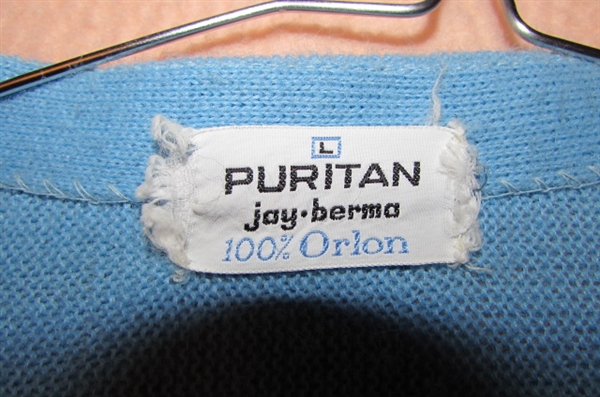 L
PURITAN
jay·berma
100% Orlon